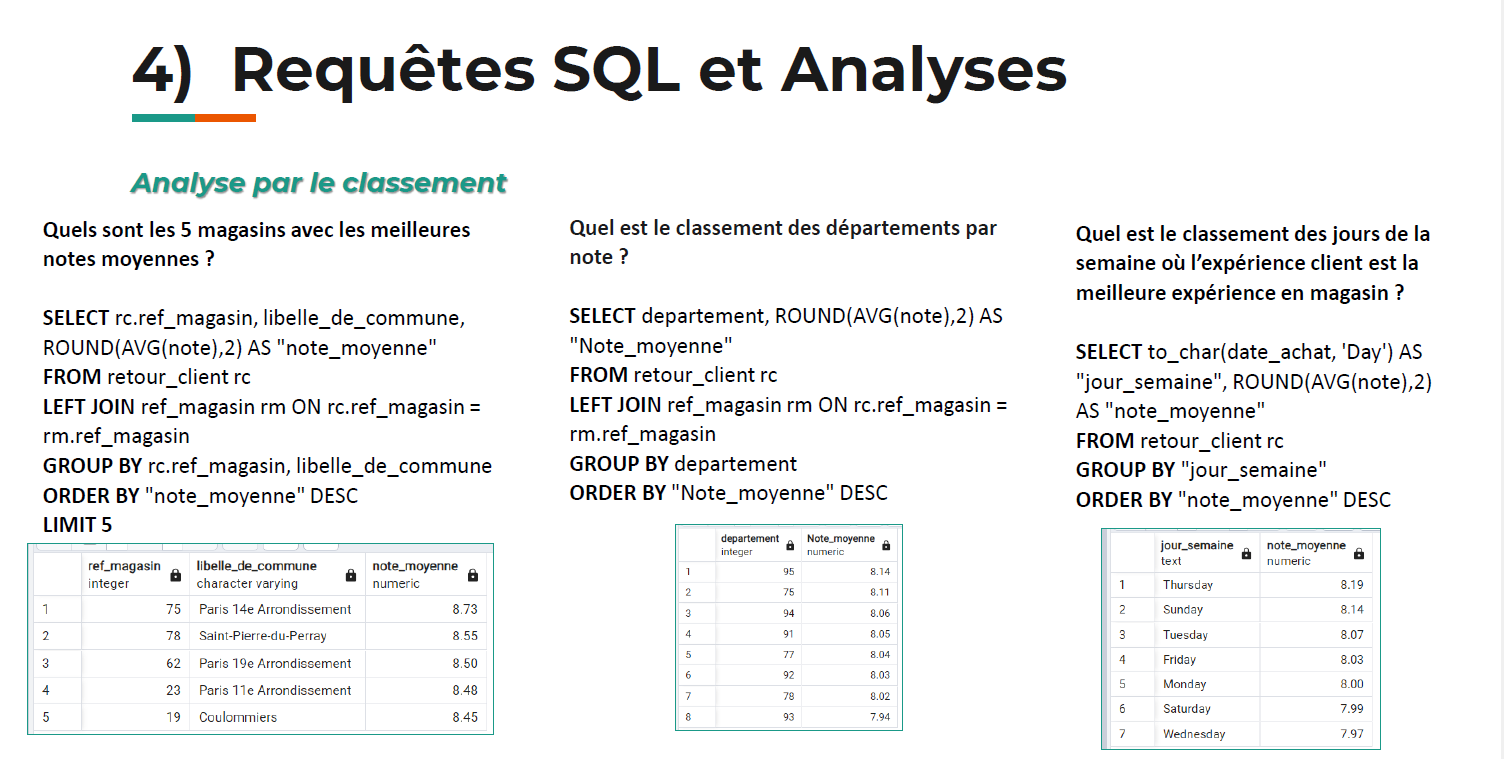 4) Requêtes SQL et Analyses
Analyse par le classement
Quels sont les 5 magasins avec les meilleures
notes moyennes ?
SELECT rc.ref_magasin, libelle_de_commune,
ROUND(AVG(note),2) AS "note_moyenne"
FROM retour_client rc
LEFT JOIN ref_magasin rm ON rc.ref_magasin =
rm.ref_magasin
GROUP BY rc.ref_magasin, libelle_de_commune
ORDER BY "note_moyenne" DESC
LIMIT 5
ref_magasin libelle_de_commune note_moyenne
integer character varying numeric
1 75 Paris 14e Arrondissement 8.73
2 78 Saint-Pierre-du-Perray 8.55
3 62 Paris 19e Arrondissement 8.50
4 23 Paris 11e Arrondissement 8.48
5 19 Coulommiers 8.45
Quel est le classement des départements par
note ?
SELECT departement, ROUND(AVG(note),2) AS
"Note_moyenne"
FROM retour_client rc
LEFT JOIN ref_magasin rm ON rc.ref_magasin =
rm.ref_magasin
GROUP BY departement
ORDER BY "Note_moyenne" DESC
departement Note_moyenne
integer numeric
1 95 8.14
2 75 8.11
3 94 8.06
4 91 8.05
5 77 8.04
6 92 8.03
7 78 8.02
8 93 7.94
Quel est le classement des jours de la
semaine où l’expérience client est la
meilleure expérience en magasin ?
SELECT to_char(date_achat, 'Day') AS
"jour_semaine", ROUND(AVG(note),2)
AS "note_moyenne"
FROM retour_client rc
GROUP BY "jour_semaine"
ORDER BY "note_moyenne" DESC
jour_semaine note_moyenne
text numeric
1 Thursday 8.19
2 Sunday 8.14
3 Tuesday 8.07
4 Friday 8.03
5 Monday 8.00
6 Saturday 7.99
7 Wednesday 7.97